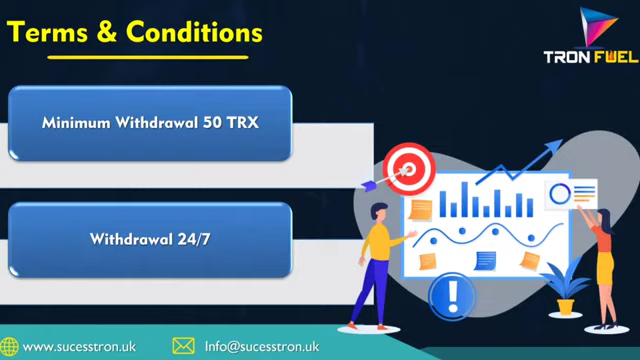 Terms & Conditions
TRON FUEL
Minimum Withdrawal 50 TRX
Withdrawal 24/7
www.sucesstron.uk
Info@sucesstron.uk